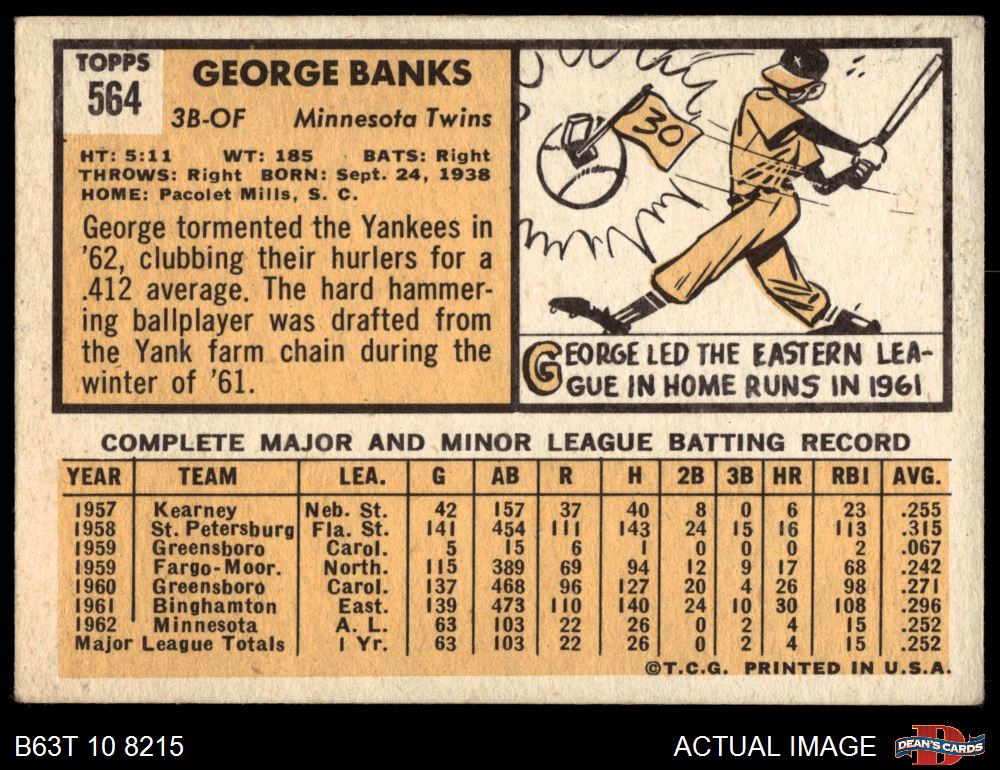 TOPPS
564
GEORGE BANKS
3B-OF Minnesota Twins
HT: 5:11 WT: 185 BATS: Right
THROWS: Right BORN: Sept. 24, 1938
HOME: Pacolet Mills, S. C.
George tormented the Yankees in
'62, clubbing their hurlers for a
.412 average. The hard hammer-
ing ballplayer was drafted from
the Yank farm chain during the
winter of '61.
30
GEORGE LED THE EASTERN LEA-
GUE IN HOME RUNS IN 1961
COMPLETE MAJOR AND MINOR LEAGUE BATTING RECORD
YEAR TEAM LEA. G AB R H 2B 3B HR RBI AVG.
1957 Kearney Neb. St. 42 157 37 40 8 0 6 23 .255
1958 St. Petersburg Fla. St. 141 454 111 143 24 15 16 113 .315
1959 Greensboro Carol. 5 15 6 1 0 0 0 2 .067
1959 Fargo-Moor. North. 115 389 69 94 12 9 17 68 .242
1960 Greensboro Carol. 137 468 96 127 20 4 26 98 .271
1961 Binghamton East. 139 473 110 140 24 10 30 108 .296
1962 Minnesota A. L. 63 103 22 26 0 2 4 15 .252
Major League Totals 1 Yr. 63 103 22 26 0 2 4 15 .252
©T.C.G. PRINTED IN U.S.A.
B63T 10 8215
ACTUAL IMAGE
D
DEAN'S CARDS